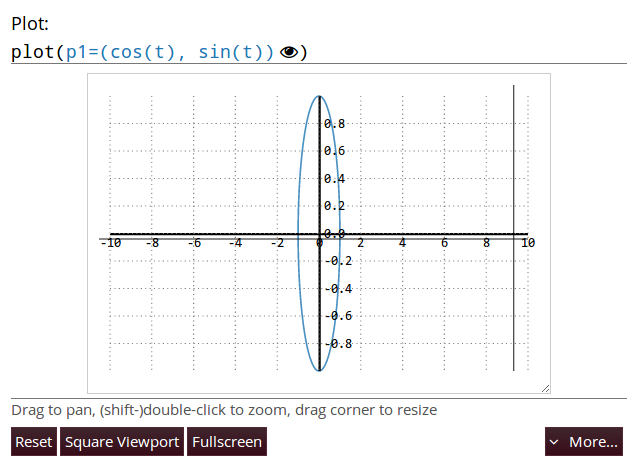 Plot:
plot(p1=(cos(t), sin(t)) )
0.8
0.6
0.4
0.2
0.0
-10 -8 -6 -4 -2 0 2 4 6 8 10
-0.2
-0.4
-0.6
-0.8
Drag to pan, (shift-)double-click to zoom, drag corner to resize
Reset Square Viewport Fullscreen More...